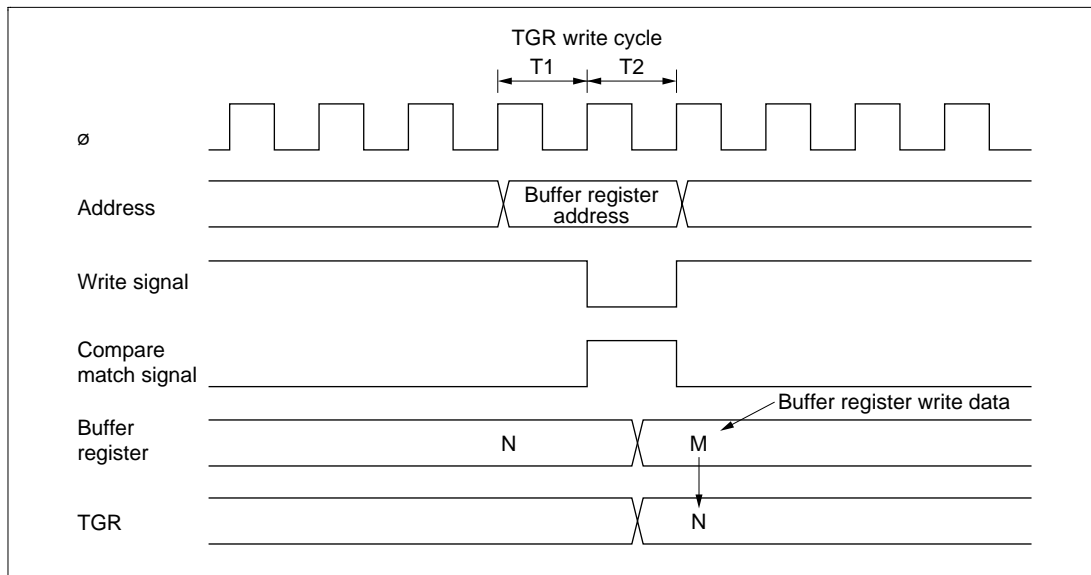 TGR write cycle
T1 T2
ø
Address
Buffer register
address
Write signal
Compare
match signal
Buffer register write data
Buffer
register
N M
TGR
N